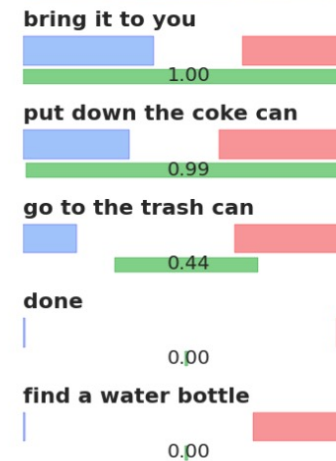 bring it to you
1.00
put down the coke can
0.99
go to the trash can
0.44
done
0.00
find a water bottle
0.00